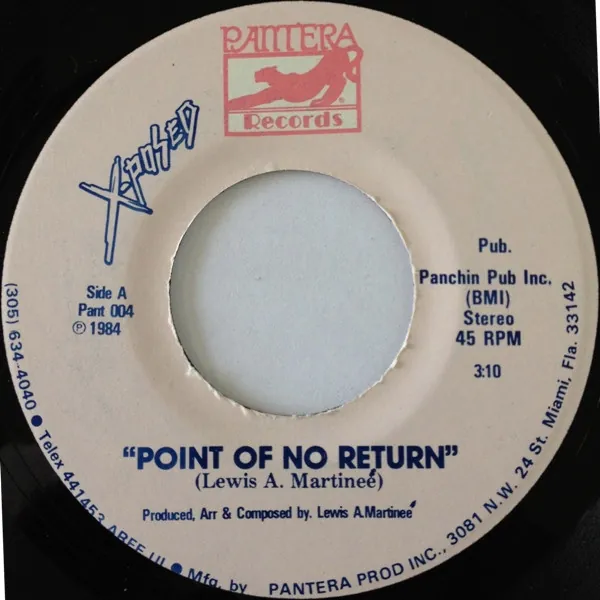 PANTERA
Records
X-POSED
Side A
Pant 004
℗ 1984
Pub.
Panchin Pub Inc.
(BMI)
Stereo
45 RPM
3:10
"POINT OF NO RETURN"
(Lewis A. Martineé)
Produced, Arr & Composed by. Lewis A.Martineé
(305) 634-4040 ● Telex 441453 ● Mfg. by PANTERA PROD INC., 3081 N.W. 24 St. Miami, Fla. 33142